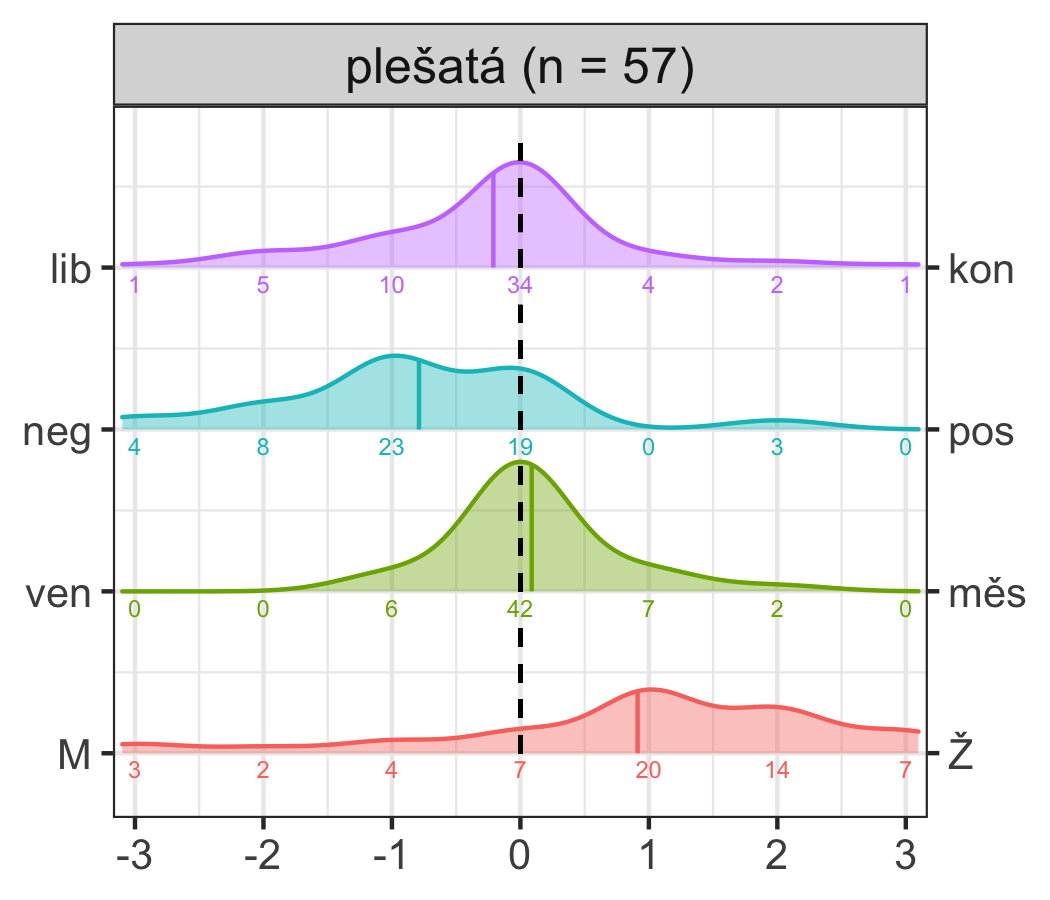 plešatá (n = 57)
lib kon
1 5 10 34 4 2 1
neg pos
4 8 23 19 0 3 0
ven měs
0 0 6 42 7 2 0
M Ž
3 2 4 7 20 14 7
-3 -2 -1 0 1 2 3